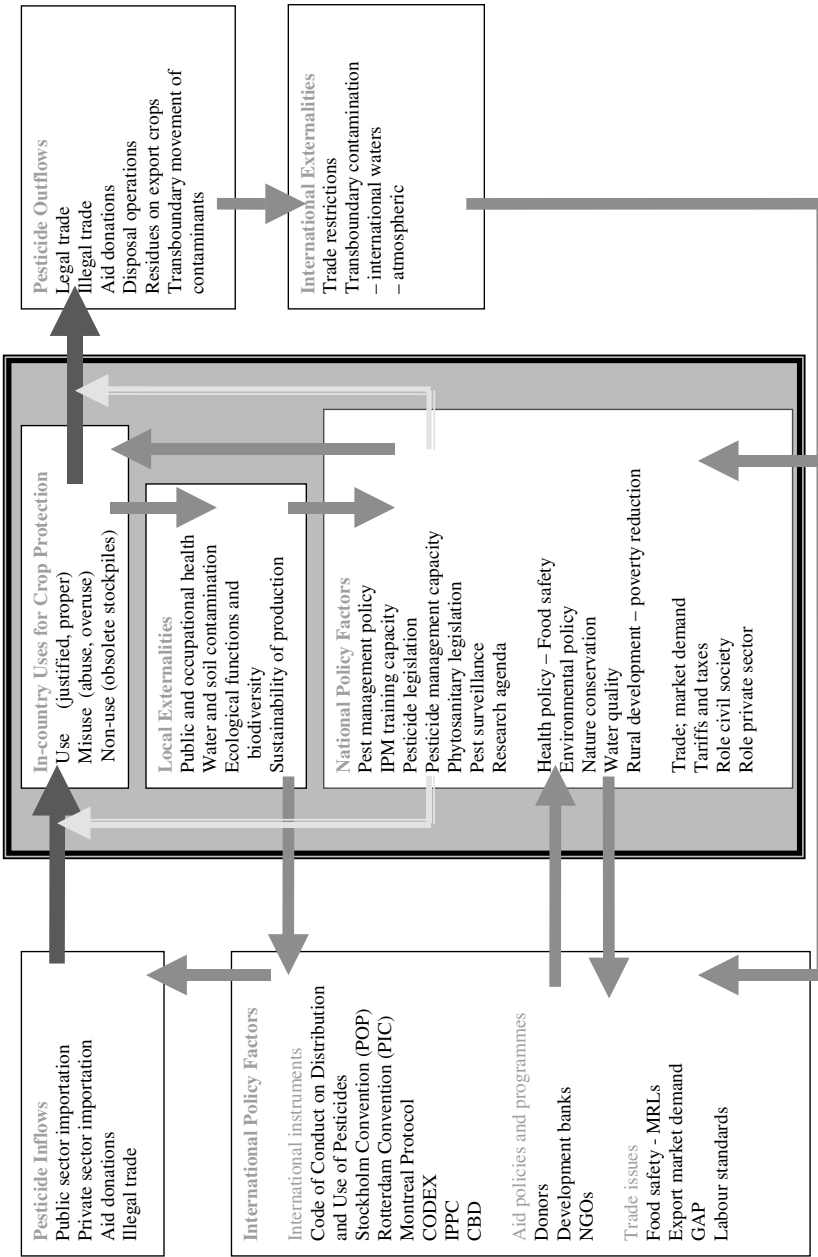 Pesticide Inflows
Public sector importation
Private sector importation
Aid donations
Illegal trade
International Policy Factors
International instruments
Code of Conduct on Distribution
and Use of Pesticides
Stockholm Convention (POP)
Rotterdam Convention (PIC)
Montreal Protocol
CODEX
IPPC
CBD
Aid policies and programmes
Donors
Development banks
NGOs
Trade issues
Food safety - MRLs
Export market demand
GAP
Labour standards
In-country Uses for Crop Protection
Use (justified, proper)
Misuse (abuse, overuse)
Non-use (obsolete stockpiles)
Local Externalities
Public and occupational health
Water and soil contamination
Ecological functions and
biodiversity
Sustainability of production
National Policy Factors
Pest management policy
IPM training capacity
Pesticide legislation
Pesticide management capacity
Phytosanitary legislation
Pest surveillance
Research agenda
Health policy – Food safety
Environmental policy
Nature conservation
Water quality
Rural development – poverty reduction
Trade; market demand
Tariffs and taxes
Role civil society
Role private sector
Pesticide Outflows
Legal trade
Illegal trade
Aid donations
Disposal operations
Residues on export crops
Transboundary movement of
contaminants
International Externalities
Trade restrictions
Transboundary contamination
– international waters
– atmospheric